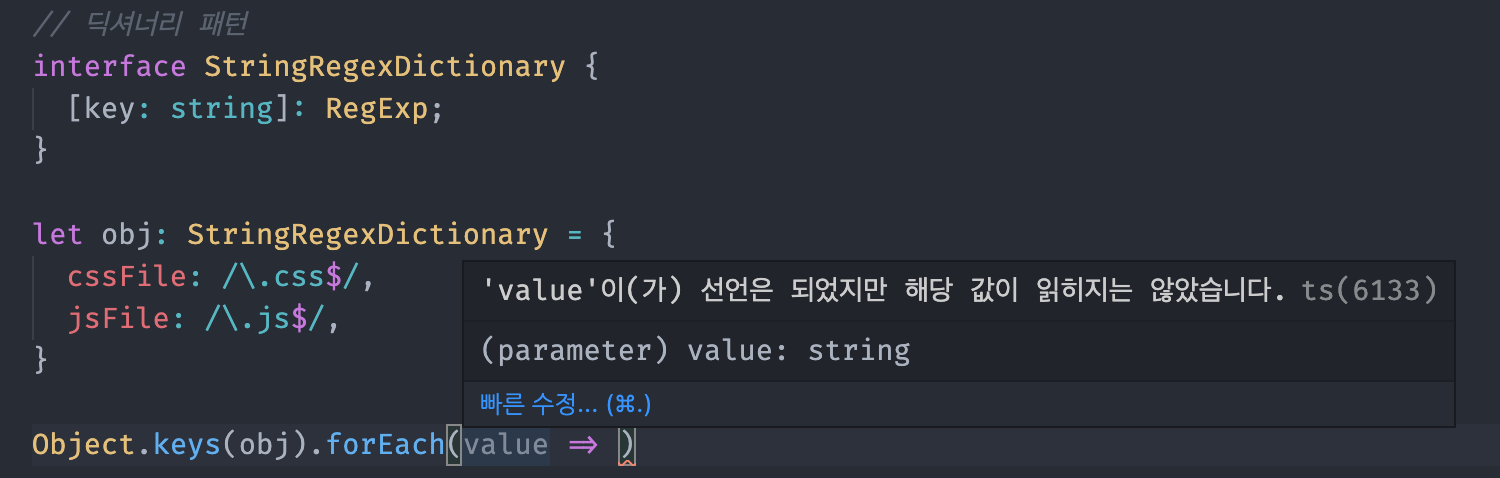 // 딕셔너리 패턴
interface StringRegexDictionary {
  [key: string]: RegExp;
}

let obj: StringRegexDictionary = {
  cssFile: /\.css$/,
  jsFile: /\.js$/,
}
'value'이(가) 선언은 되었지만 해당 값이 읽히지는 않았습니다. ts(6133)
(parameter) value: string
빠른 수정... (⌘.)
Object.keys(obj).forEach(value => )